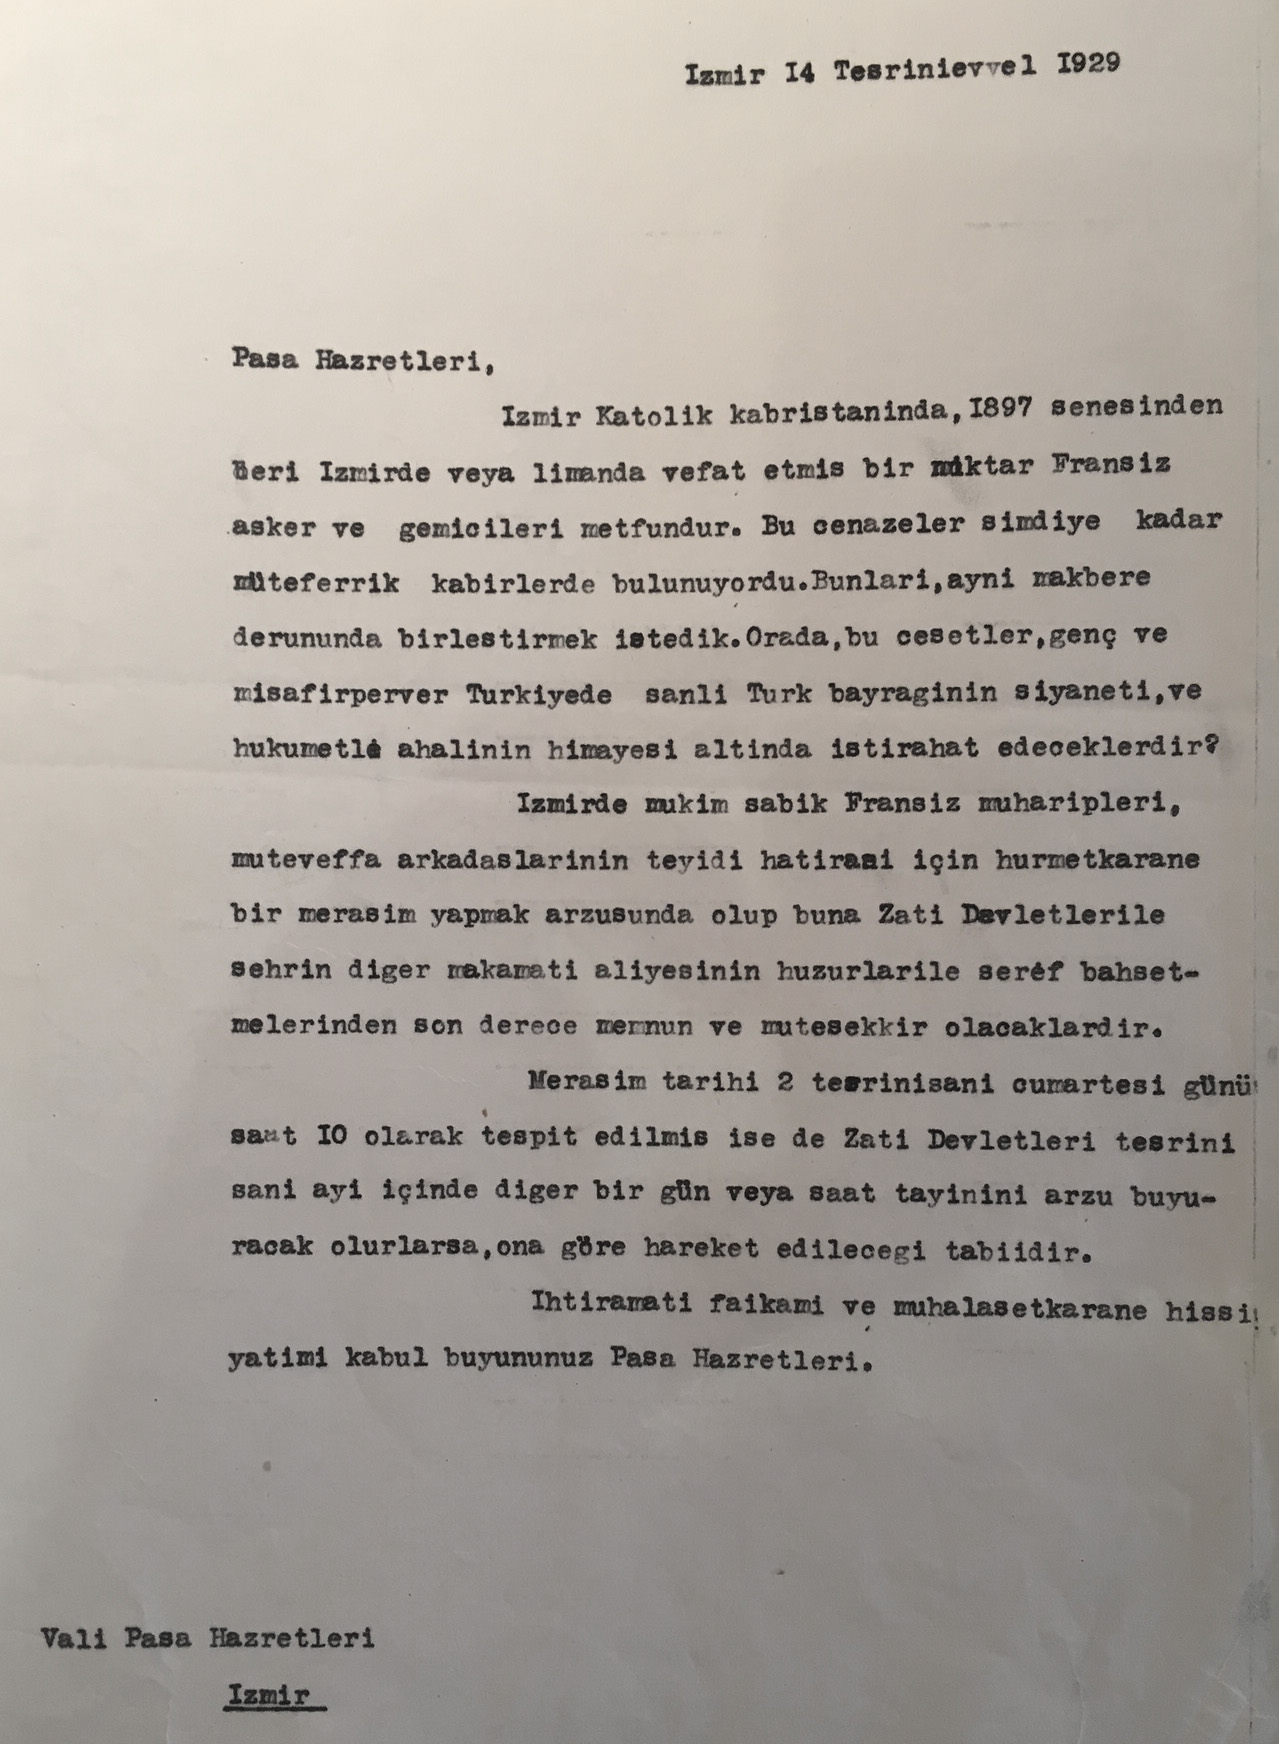 Izmir I4 Tesrinievvel I929
Pasa Hazretleri,
Izmir Katolik kabristaninda,I897 senesinden
Beri Izmirde veya limanda vefat etmis bir miktar Fransiz
asker ve gemicileri metfundur. Bu cenazeler simdiye kadar
müteferrik kabirlerde bulunuyordu.Bunlari,ayni makbere
derununda birlestirmek istedik.Orada,bu cesetler,genç ve
misafirperver Turkiyede sanli Turk bayraginin siyaneti,ve
hukumetle ahalinin himayesi altinda istirahat edeceklerdir?
Izmirde mukim sabik Fransiz muharipleri,
muteveffa arkadaslarinin teyidi hatirasi için hurmetkarane
bir merasim yapmak arzusunda olup buna Zati Devletlerile
sehrin diger makamati aliyesinin huzurlarile seréf bahset-
melerinden son derece memnun ve mutesekkir olacaklardir.
Merasim tarihi 2 tesrinisani cumartesi günü
saat IO olarak tespit edilmis ise de Zati Devletleri tesrini
sani ayi içinde diger bir gün veya saat tayinini arzu buyu-
racak olurlarsa,ona göre hareket edilecegi tabiidir.
Ihtiramati faikami ve muhalasetkarane hissi
yatimi kabul buyununuz Pasa Hazretleri.
Vali Pasa Hazretleri
Izmir